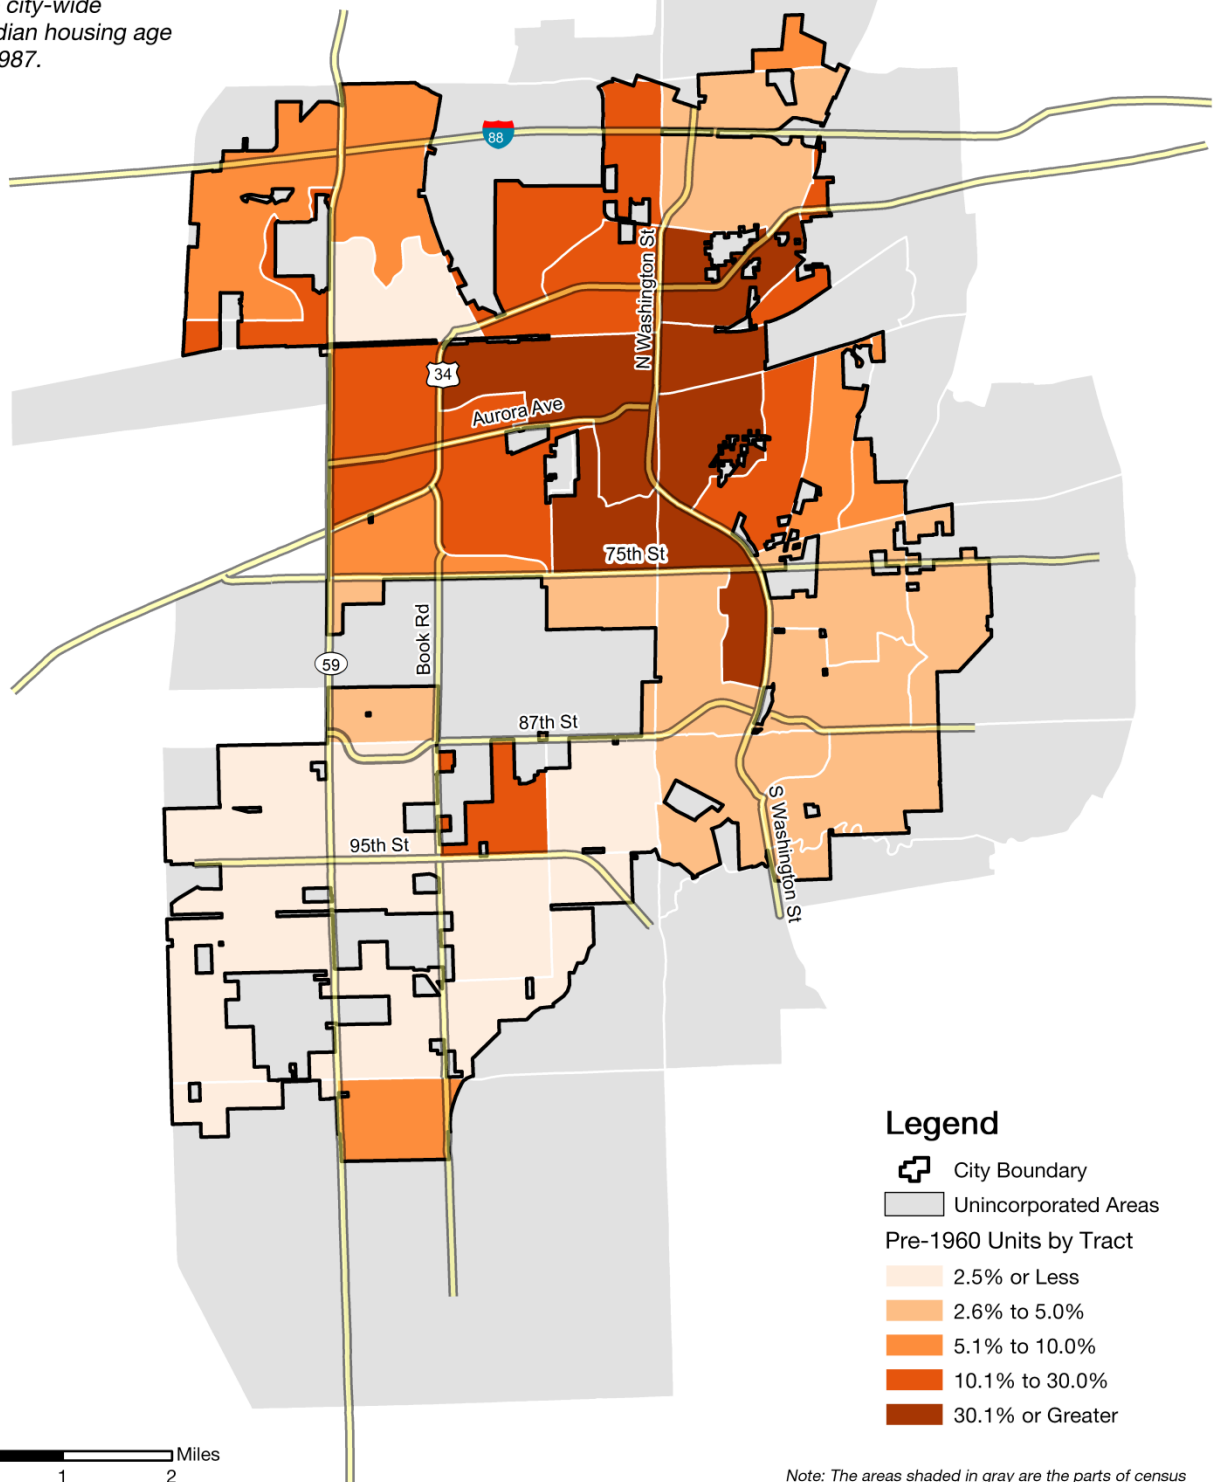 city-wide
dian housing age
987.
88
N Washington St
34
Aurora Ave
75th St
Book Rd
59
87th St
95th St
S Washington St
Legend
City Boundary
Unincorporated Areas
Pre-1960 Units by Tract
2.5% or Less
2.6% to 5.0%
5.1% to 10.0%
10.1% to 30.0%
30.1% or Greater
Miles
1 2
Note: The areas shaded in gray are the parts of census